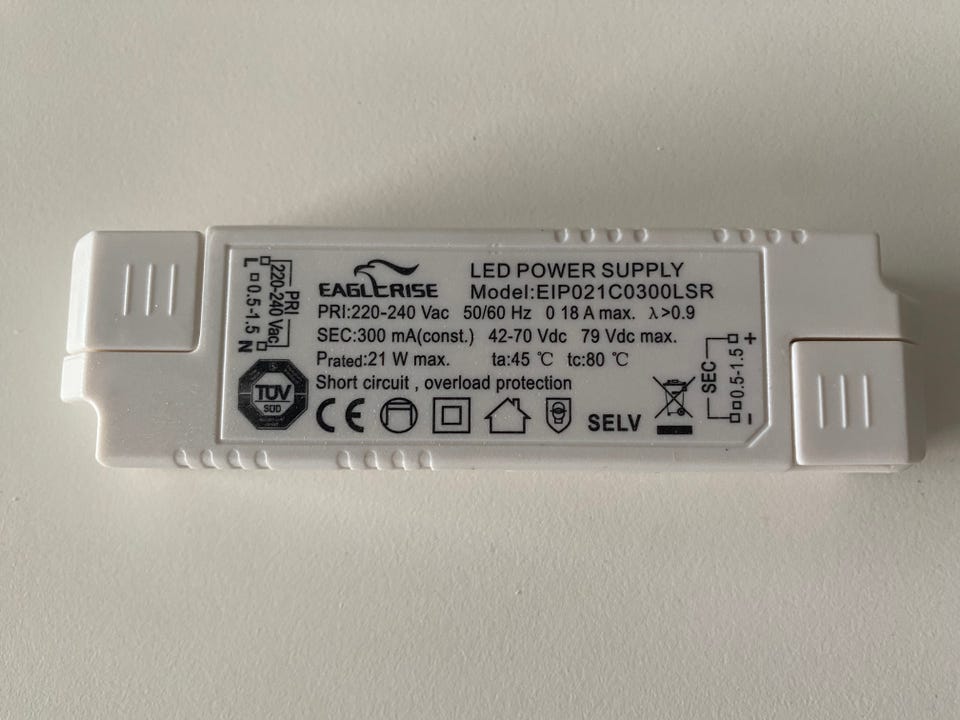 EAGLERISE
LED POWER SUPPLY
Model:EIP021C0300LSR
PRI:220-240 Vac 50/60 Hz 0 18 A max. λ>0.9
SEC:300 mA(const.) 42-70 Vdc 79 Vdc max.
Prated:21 W max. ta:45 ℃ tc:80 ℃
Short circuit , overload protection
CE
SELV
PRI
220-240 Vac
L 0.5-1.5 N
TÜV
SÜD
SEC
+
0.5-1.5
-